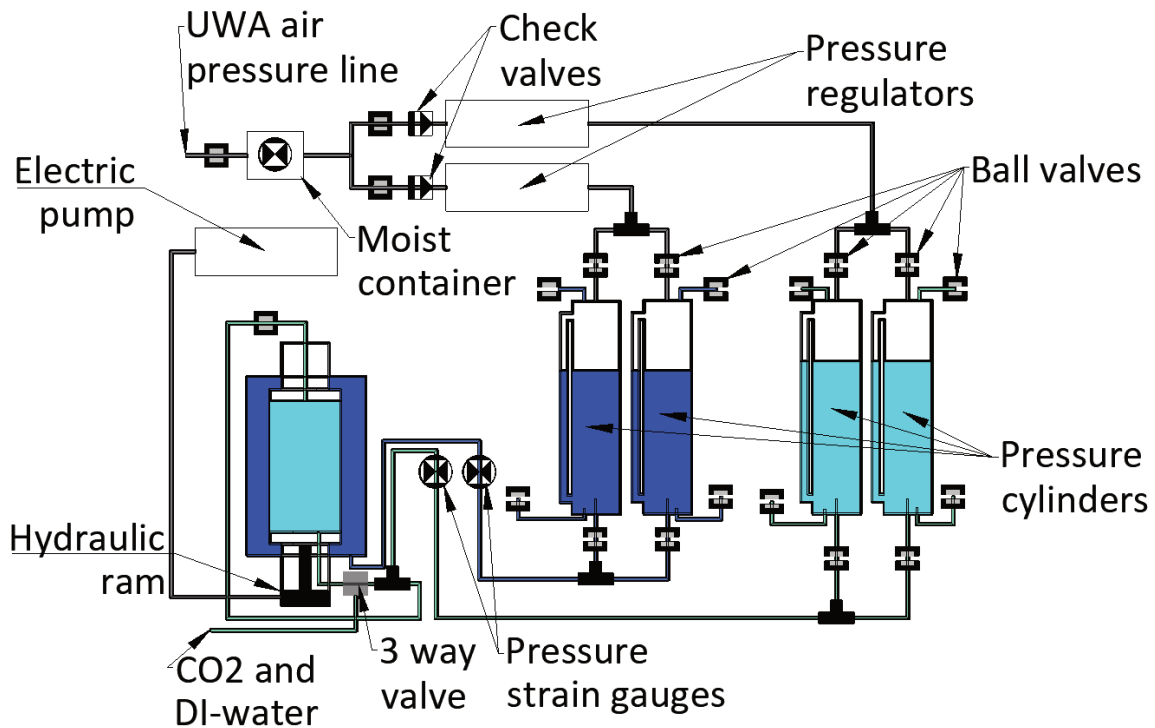 UWA air
pressure line
Check
valves
Pressure
regulators
Electric
pump
Moist
container
Ball valves
Pressure
cylinders
Hydraulic
ram
CO2 and
DI-water
3 way
valve
Pressure
strain gauges